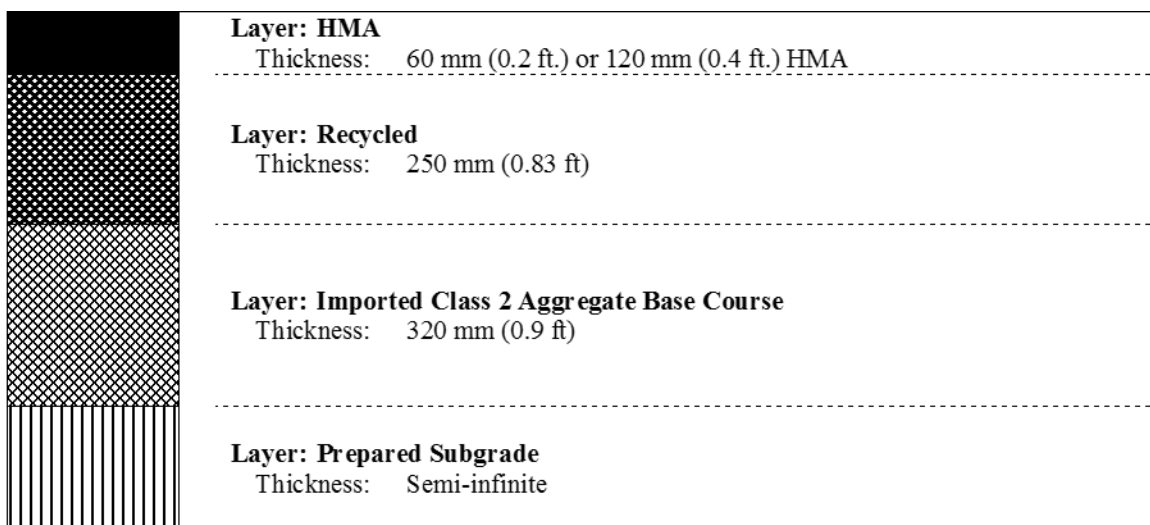 Layer: HMA
Thickness: 60 mm (0.2 ft.) or 120 mm (0.4 ft.) HMA
Layer: Recycled
Thickness: 250 mm (0.83 ft)
Layer: Imported Class 2 Aggregate Base Course
Thickness: 320 mm (0.9 ft)
Layer: Prepared Subgrade
Thickness: Semi-infinite